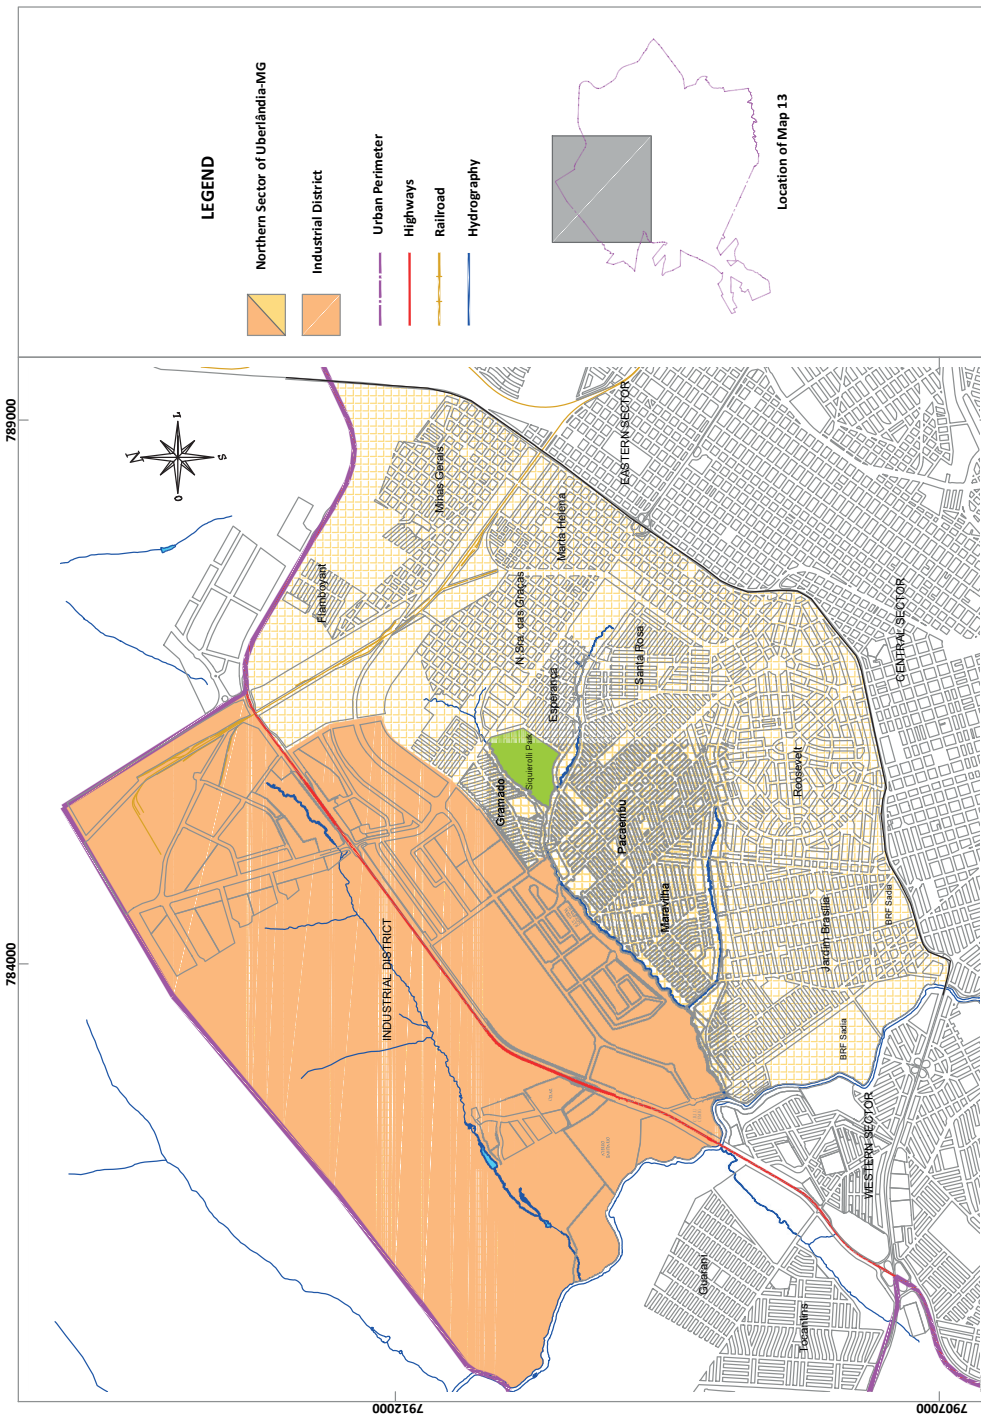 LEGEND
Northern Sector of Uberlândia-MG
Industrial District
Urban Perimeter
Highways
Railroad
Hydrography
Location of Map 13
789000
784000
7912000
7907000
N
L
S
O
Flamboyant
Minas Gerais
Marta Helena
EASTERN SECTOR
N. Sra. das Graças
Esperança
Santa Rosa
CENTRAL SECTOR
Siquierolli Park
Gramado
Pacaembu
Roosevelt
Maravilha
Jardim Brasília
BRF Sadia
BRF Sadia
INDUSTRIAL DISTRICT
WESTERN SECTOR
Guarani
Tocantins